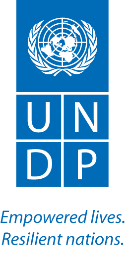 U N
D P
Empowered lives.
Resilient nations.